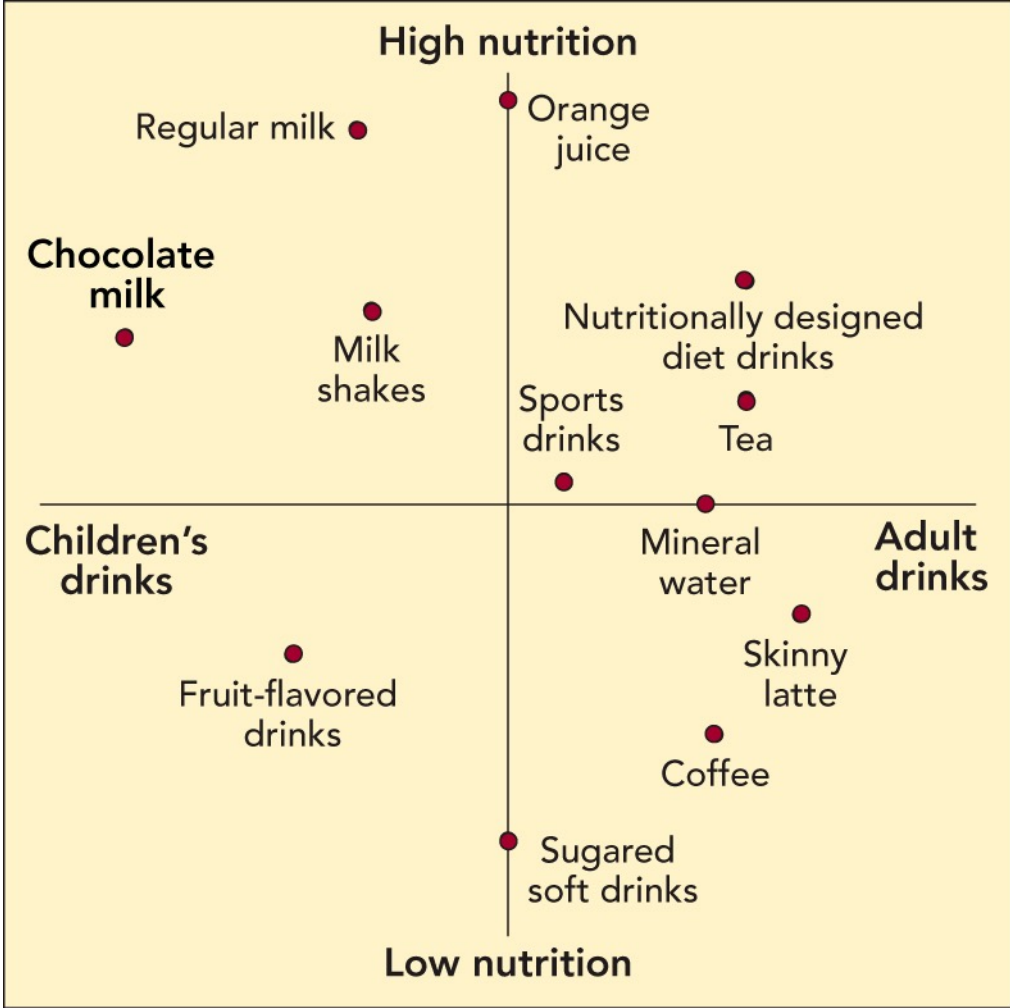 High nutrition
Orange
juice
Regular milk
Chocolate
milk
Nutritionally designed
diet drinks
Milk
shakes
Sports
drinks
Tea
Children’s
drinks
Mineral
water
Adult
drinks
Skinny
latte
Fruit-flavored
drinks
Coffee
Sugared
soft drinks
Low nutrition